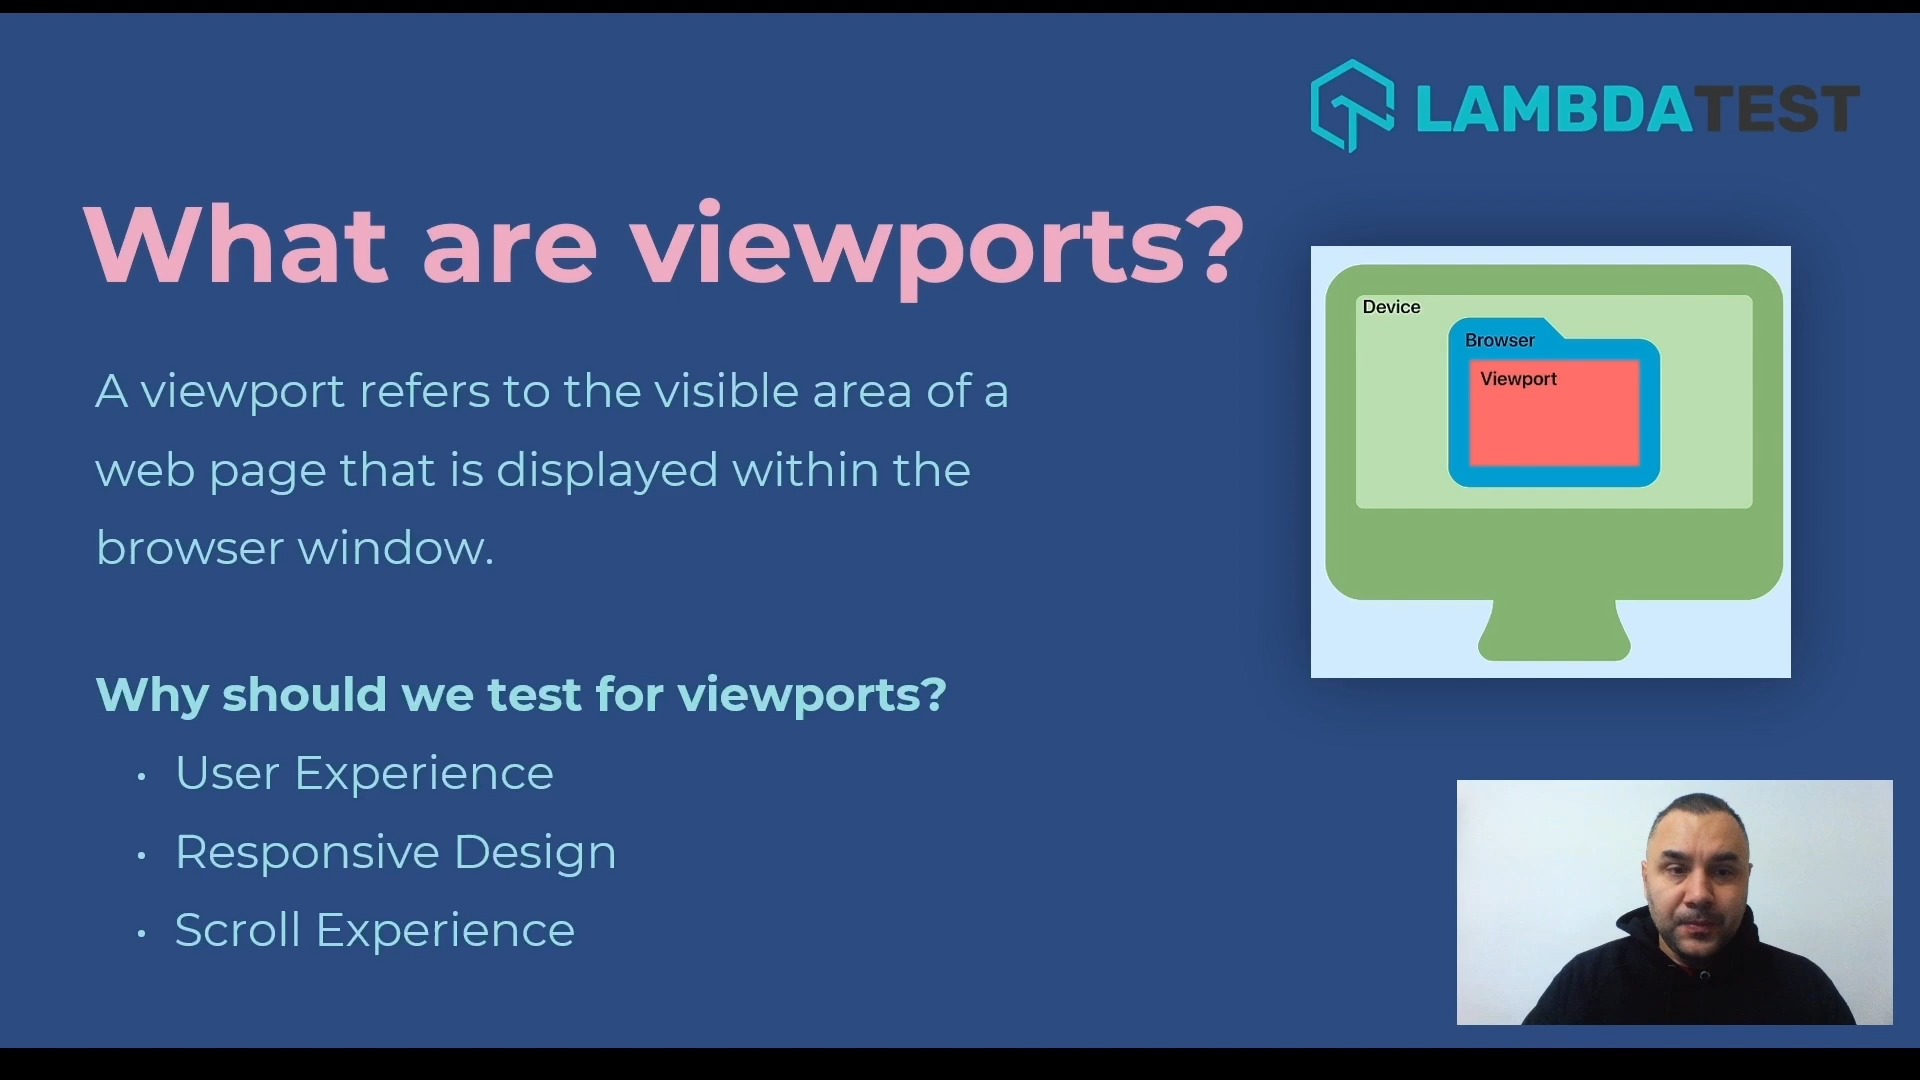 LAMBDATEST
What are viewports?
A viewport refers to the visible area of a
web page that is displayed within the
browser window.
Why should we test for viewports?
• User Experience
• Responsive Design
• Scroll Experience
Device
Browser
Viewport